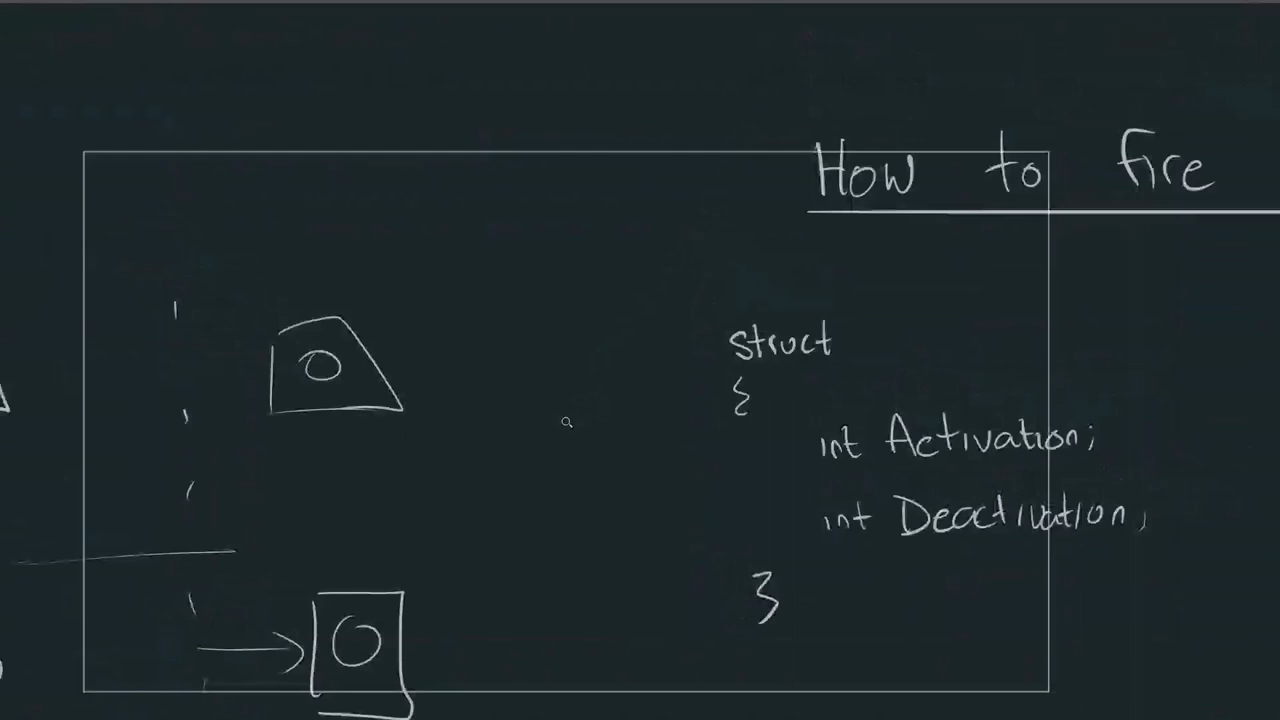 How to fire
struct
{
int Activation;
int Deactivation;
}